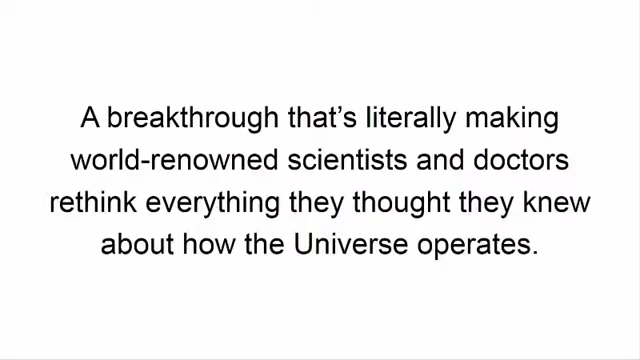 A breakthrough that’s literally making
world-renowned scientists and doctors
rethink everything they thought they knew
about how the Universe operates.